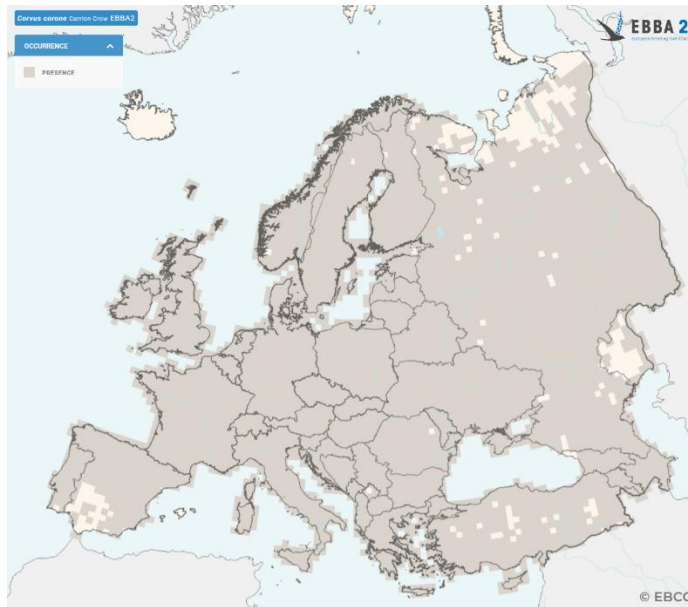 Corvus corone Carrion Crow EBBA2
OCCURRENCE
PRESENCE
EBBA 2
© EBCC